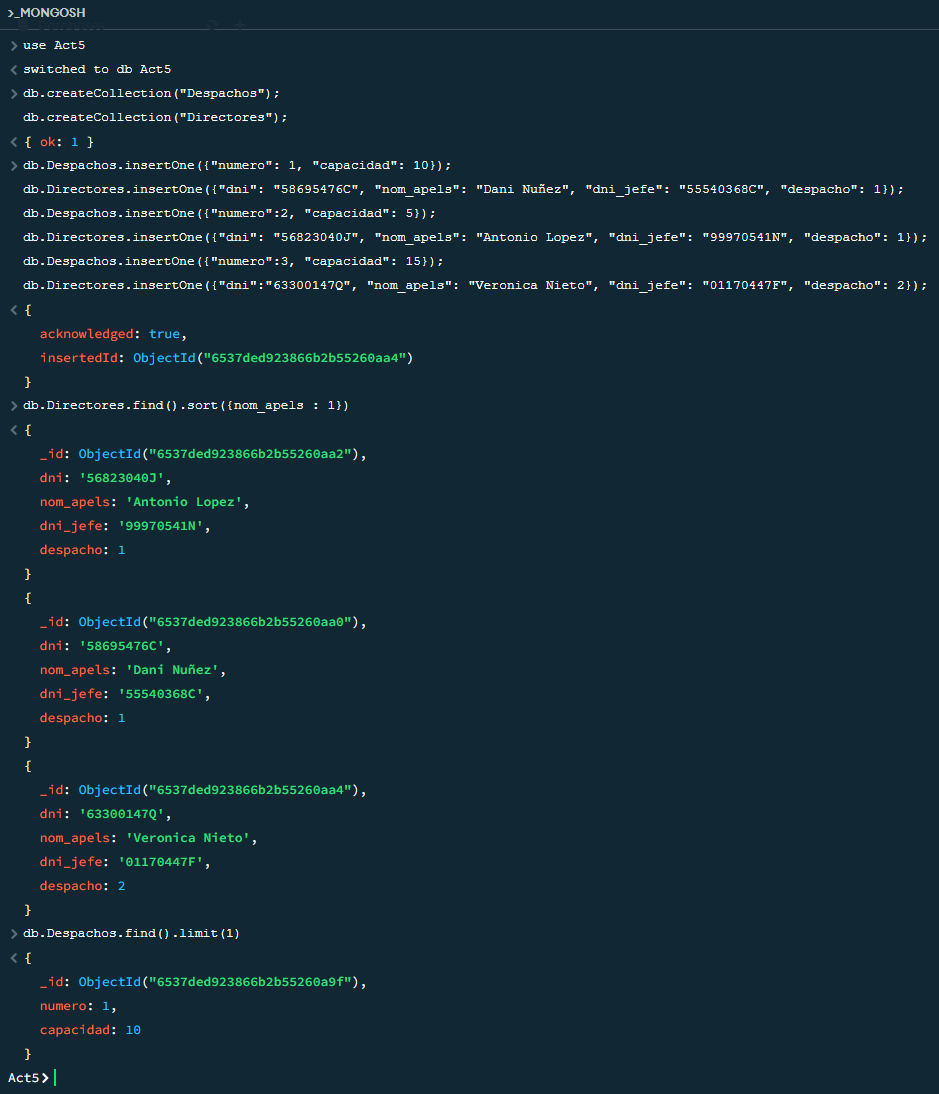 >_MONGOSH
> use Act5
< switched to db Act5
> db.createCollection("Despachos");
db.createCollection("Directores");
< { ok: 1 }
> db.Despachos.insertOne({"numero": 1, "capacidad": 10});
db.Directores.insertOne({"dni": "58695476C", "nom_apels": "Dani Nuñez", "dni_jefe": "55540368C", "despacho": 1});
db.Despachos.insertOne({"numero":2, "capacidad": 5});
db.Directores.insertOne({"dni": "56823040J", "nom_apels": "Antonio Lopez", "dni_jefe": "99970541N", "despacho": 1});
db.Despachos.insertOne({"numero":3, "capacidad": 15});
db.Directores.insertOne({"dni":"63300147Q", "nom_apels": "Veronica Nieto", "dni_jefe": "01170447F", "despacho": 2});
< {
acknowledged: true,
insertedId: ObjectId("6537ded923866b2b55260aa4")
}
> db.Directores.find().sort({nom_apels : 1})
< {
_id: ObjectId("6537ded923866b2b55260aa2"),
dni: '56823040J',
nom_apels: 'Antonio Lopez',
dni_jefe: '99970541N',
despacho: 1
}
{
_id: ObjectId("6537ded923866b2b55260aa0"),
dni: '58695476C',
nom_apels: 'Dani Nuñez',
dni_jefe: '55540368C',
despacho: 1
}
{
_id: ObjectId("6537ded923866b2b55260aa4"),
dni: '63300147Q',
nom_apels: 'Veronica Nieto',
dni_jefe: '01170447F',
despacho: 2
}
> db.Despachos.find().limit(1)
< {
_id: ObjectId("6537ded923866b2b55260a9f"),
numero: 1,
capacidad: 10
}
Act5>